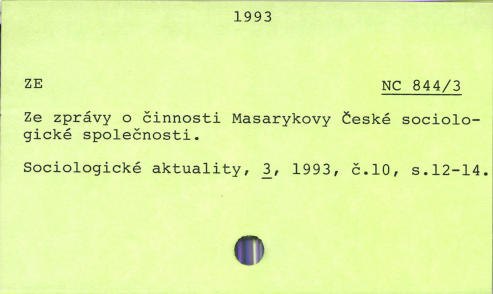 1993
ZE NC 844/3
Ze zprávy o činnosti Masarykovy České sociolo-
gické společnosti.
Sociologické aktuality, 3, 1993, č.10, s.12-14.